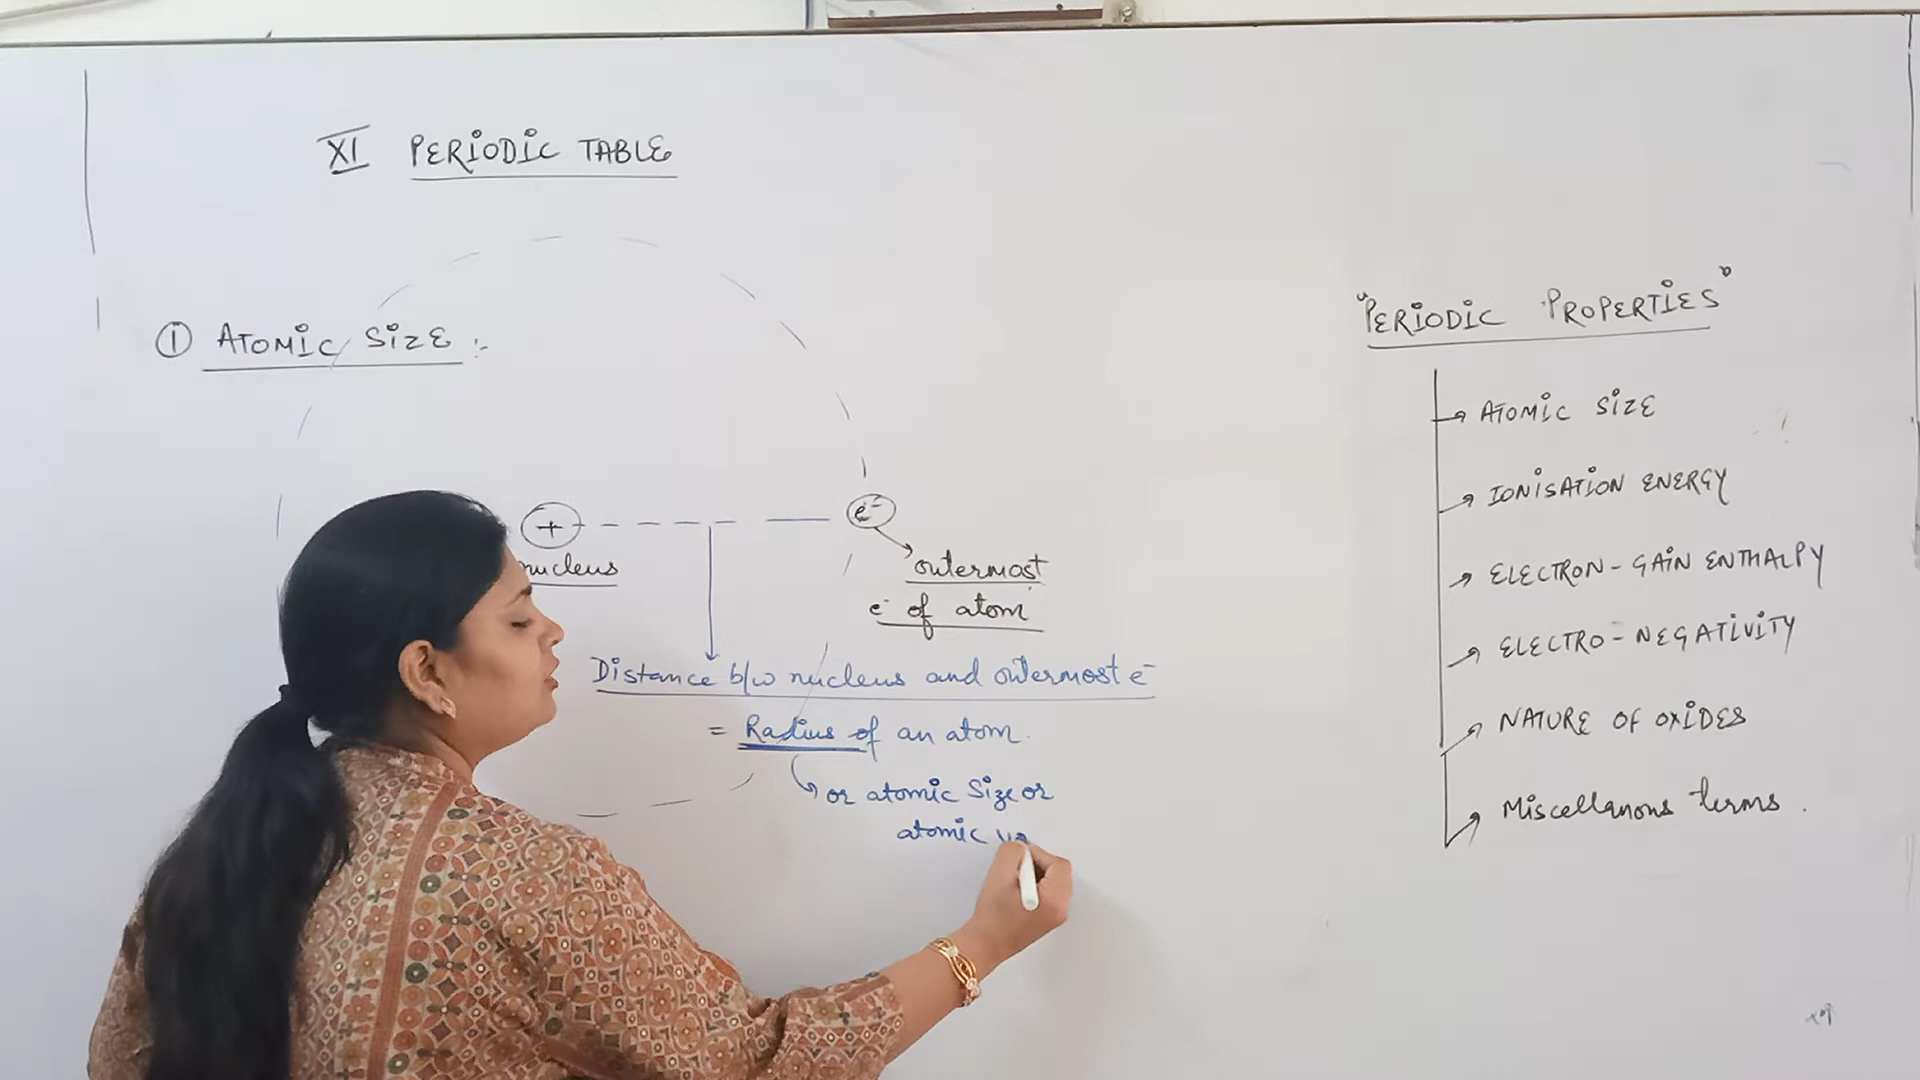 XI PERIODIC TABLE
① ATOMIC SIZE :-
+
nucleus
e⁻
outermost
e⁻ of atom
Distance b/w nucleus and outermost e⁻
= Radius of an atom.
or atomic Size or
atomic
"PERIODIC PROPERTIES"
ATOMIC SIZE
IONISATION ENERGY
ELECTRON-GAIN ENTHALPY
ELECTRO-NEGATIVITY
NATURE OF OXIDES
Miscellanous terms.